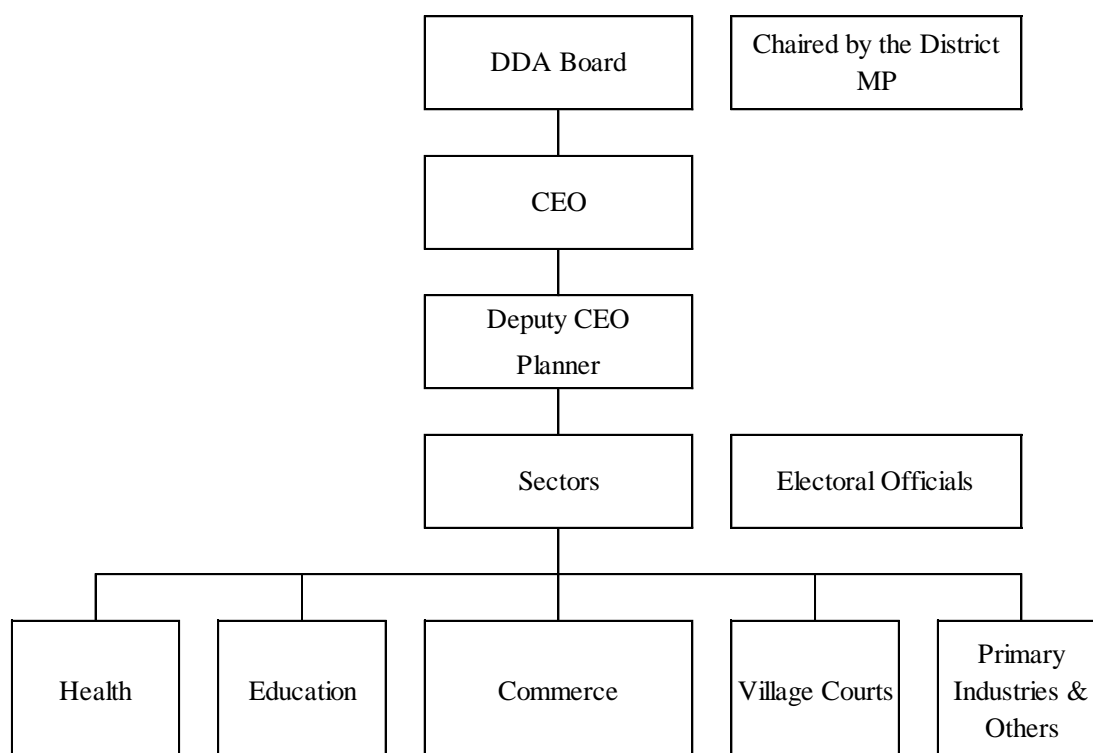 DDA Board
Chaired by the District
MP
CEO
Deputy CEO
Planner
Sectors
Electoral Officials
Health
Education
Commerce
Village Courts
Primary
Industries &
Others